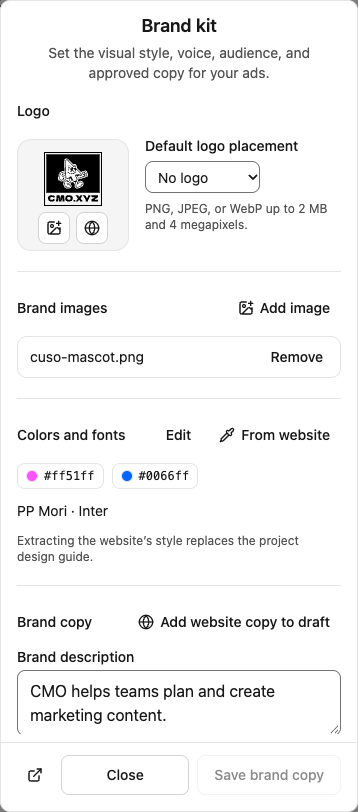 Brand kit
Set the visual style, voice, audience, and
approved copy for your ads.
Logo
CMO.XYZ
Default logo placement
No logo
PNG, JPEG, or WebP up to 2 MB
and 4 megapixels.
Brand images
Add image
cuso-mascot.png
Remove
Colors and fonts
Edit
From website
#ff51ff
#0066ff
PP Mori · Inter
Extracting the website’s style replaces the project
design guide.
Brand copy
Add website copy to draft
Brand description
CMO helps teams plan and create
marketing content.
Close
Save brand copy